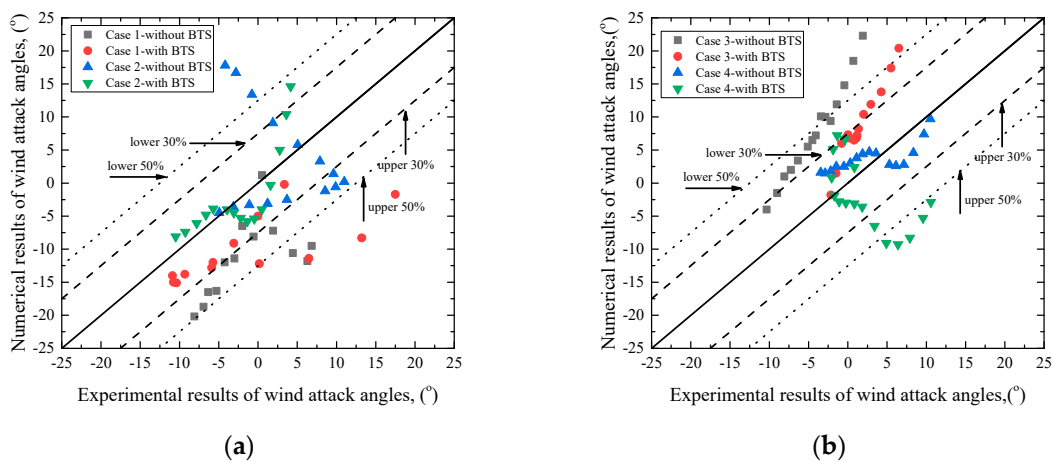 25
20
15
10
5
0
-5
-10
-15
-20
-25
Numerical results of wind attack angles, (°)
Case 1-without BTS
Case 1-with BTS
Case 2-without BTS
Case 2-with BTS
lower 30%
lower 50%
upper 30%
upper 50%
-25 -20 -15 -10 -5 0 5 10 15 20 25
Experimental results of wind attack angles, (°)
(a)
25
20
15
10
5
0
-5
-10
-15
-20
-25
Numerical results of wind attack angles,(°)
Case 3-without BTS
Case 3-with BTS
Case 4-without BTS
Case 4-with BTS
lower 30%
lower 50%
upper 30%
upper 50%
-25 -20 -15 -10 -5 0 5 10 15 20 25
Experimental results of wind attack angles,(°)
(b)